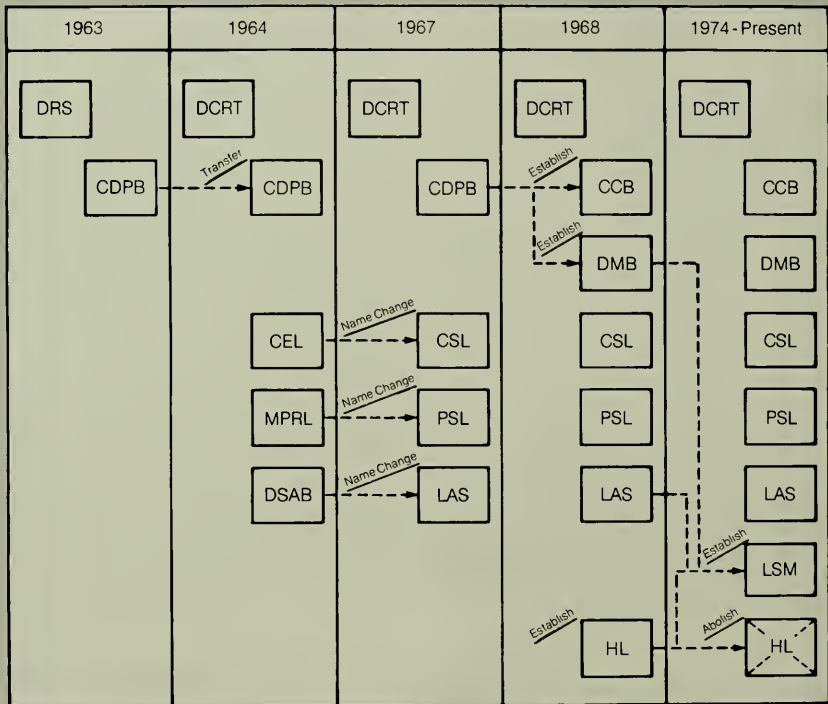 1963 1964 1967 1968 1974-Present
DRS DCRT DCRT DCRT DCRT
CDPB Transfer CDPB CDPB Establish CCB CCB
Establish DMB DMB
CEL Name Change CSL CSL CSL
MPRL Name Change PSL PSL PSL
DSAB Name Change LAS LAS LAS
Establish LSM
Establish HL Abolish HL